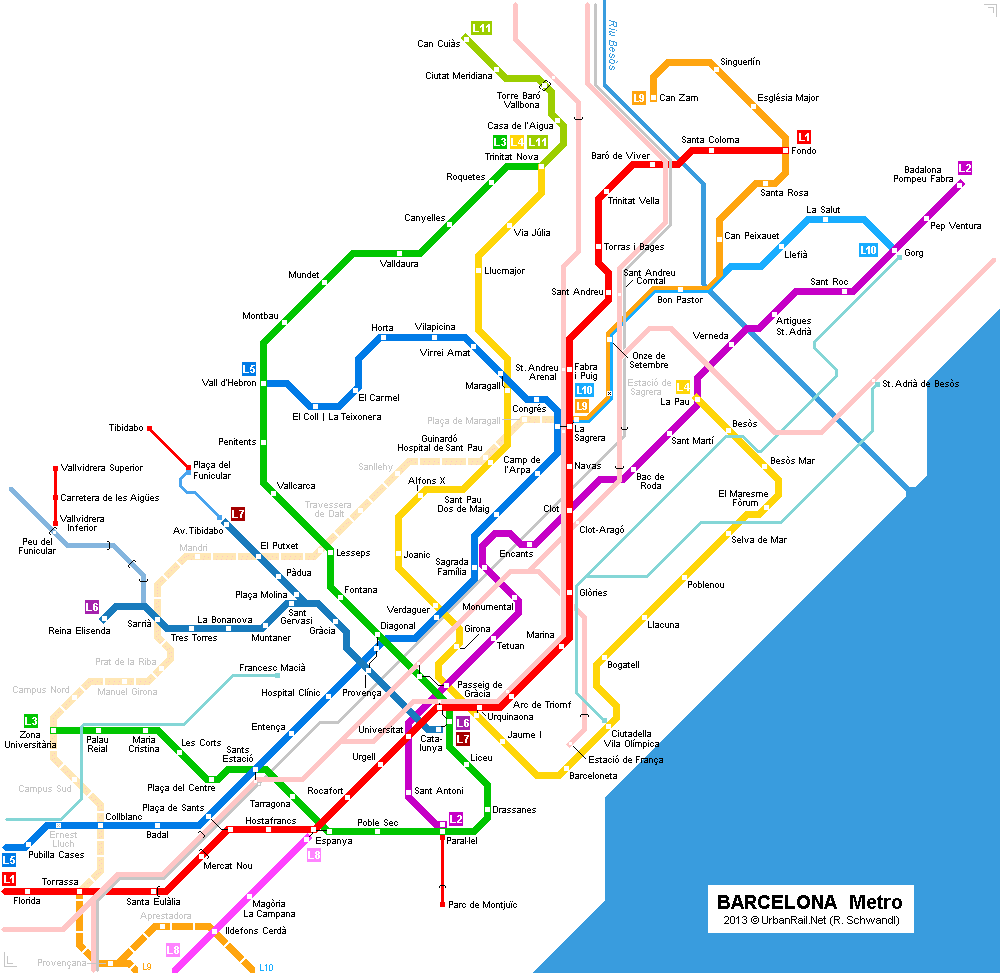 L11
Can Cuiàs
Ciutat Meridiana
Torre Baró
Vallbona
Casa de l'Aigua
L3 L4 L11
Trinitat Nova
Roquetes
Canyelles
Valldaura
Mundet
Montbau
L5
Vall d'Hebron
Penitents
Vallcarca
Lesseps
Fontana
Via Júlia
Llucmajor
Horta
Vilapicina
Virrei Amat
Maragall
El Coll | La Teixonera
El Carmel
Congrés
Plaça de Maragall
Guinardó
Hospital de Sant Pau
Sanllehy
Alfons X
Travessera
de Dalt
Camp de
l'Arpa
Sant Pau
Dos de Maig
Joanic
Sagrada
Família
Encants
Verdaguer
Monumental
Girona
Tetuan
Diagonal
Riu Besòs
Singuerlín
L9
Can Zam
Església Major
L1
Fondo
Santa Coloma
Baró de Viver
Santa Rosa
Trinitat Vella
Torras i Bages
Sant Andreu
Sant Andreu
Comtal
Can Peixauet
La Salut
Llefià
L10
Gorg
Badalona
Pompeu Fabra
L2
Pep Ventura
Sant Roc
Bon Pastor
Artigues
St. Adrià
Verneda
Onze de
Setembre
St. Andreu
Arenal
Fabra
i Puig
L10
L9
Estació de
Sagrera
L4
La Pau
St. Adrià de Besòs
La
Sagrera
Besòs
Sant Martí
Besòs Mar
Navas
Bac de
Roda
El Maresme
Fòrum
Clot
Clot-Aragó
Selva de Mar
Poblenou
Glòries
Llacuna
Marina
Bogatell
Tibidabo
Plaça del
Funicular
Vallvidrera Superior
Carretera de les Aigües
Vallvidrera
Inferior
Peu del
Funicular
L7
Av. Tibidabo
Mandri
El Putxet
Pàdua
Plaça Molina
Sant
Gervasi
Gràcia
L6
Reina Elisenda
Sarrià
Tres Torres
La Bonanova
Muntaner
Prat de la Riba
Manuel Girona
Campus Nord
Francesc Macià
Provença
Hospital Clínic
Entença
Passeig de
Gràcia
Arc de Triomf
Urquinaona
L6
L7
Cata-
lunya
Universitat
Jaume I
Ciutadella
Vila Olímpica
Estació de França
Barceloneta
L3
Zona
Universitària
Palau
Reial
Maria
Cristina
Les Corts
Plaça del Centre
Sants
Estació
Tarragona
Urgell
Rocafort
Liceu
Sant Antoni
Drassanes
Campus Sud
Plaça de Sants
Collblanc
Badal
Hostafrancs
Poble Sec
L2
Paral·lel
Espanya
L8
Ernest
Lluch
Pubilla Cases
L5
Mercat Nou
L1
Florida
Torrassa
Santa Eulàlia
Magòria
La Campana
Parc de Montjuïc
Aprestadora
Ildefons Cerdà
L8
Provençana
L9
L10
BARCELONA Metro
2013 © UrbanRail.Net (R. Schwandl)